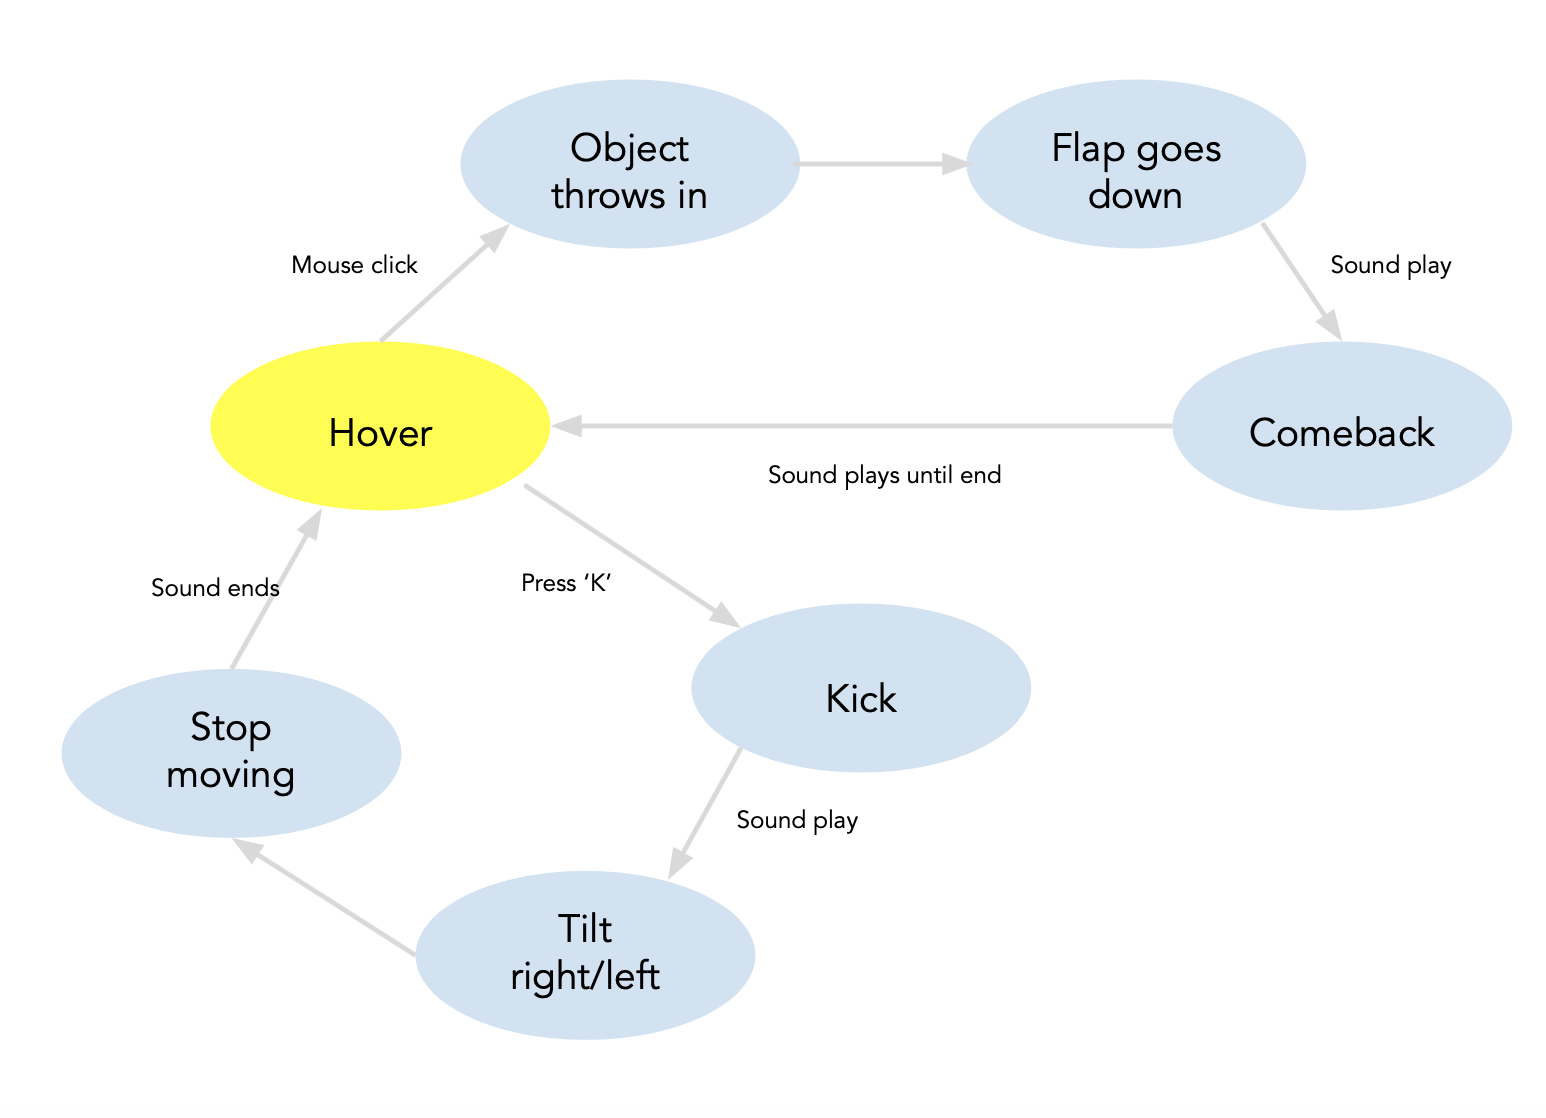 Object
throws in
Flap goes
down
Mouse click
Sound play
Hover
Comeback
Sound plays until end
Sound ends
Press ‘K’
Kick
Stop
moving
Sound play
Tilt
right/left